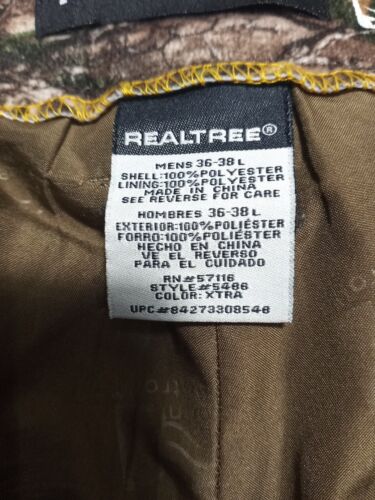 REALTREE®
MENS 36-38 L
SHELL:100%POLYESTER
LINING:100%POLYESTER
MADE IN CHINA
SEE REVERSE FOR CARE
HOMBRES 36-38 L
EXTERIOR:100%POLIÉSTER
FORRO:100%POLIÉSTER
HECHO EN CHINA
VE EL REVERSO
PARA EL CUIDADO
RN#57116
STYLE#5486
COLOR: XTRA
UPC#84273308548